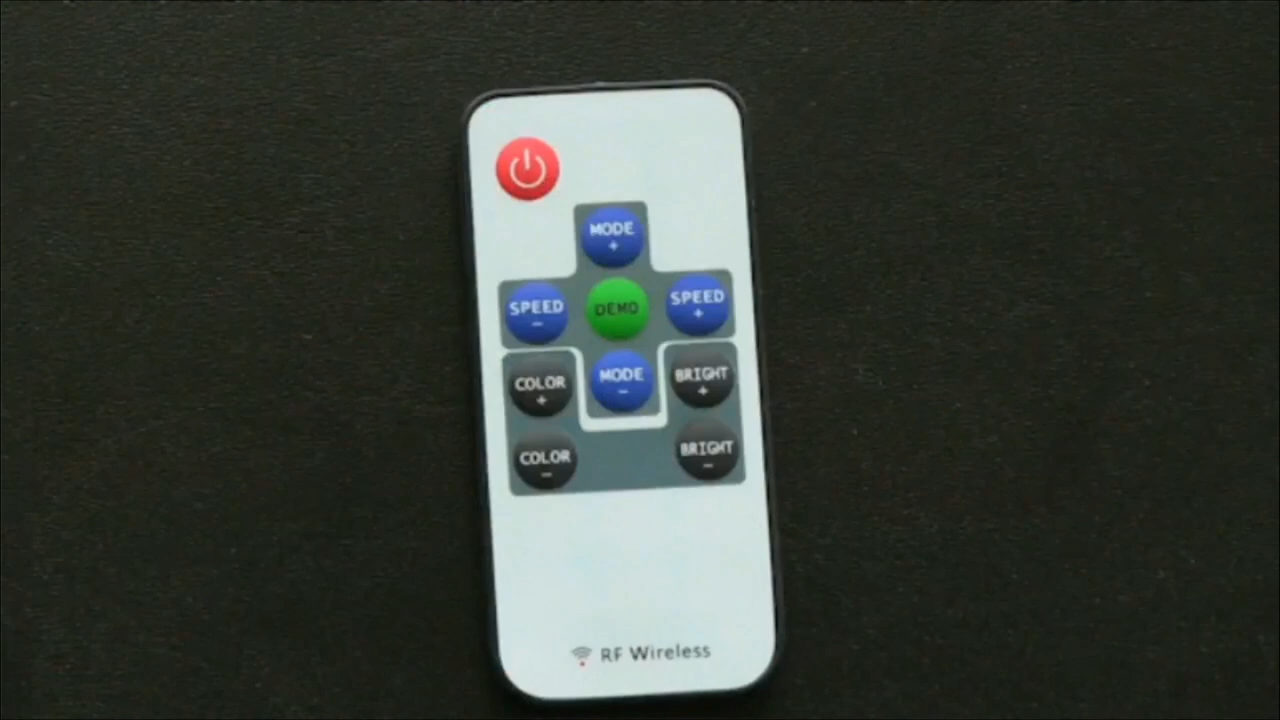 MODE
+
SPEED
-
DEMO
SPEED
+
COLOR
+
MODE
-
BRIGHT
+
COLOR
-
BRIGHT
-
RF Wireless